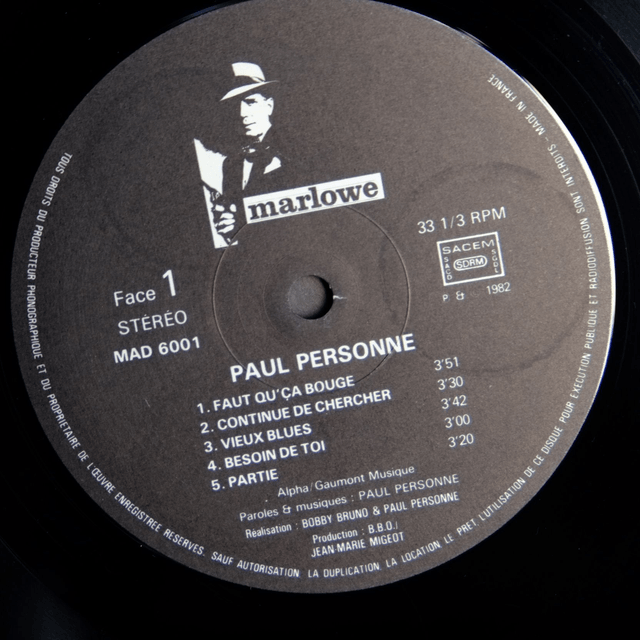 marlowe
33 1/3 RPM
SACEM
SACD
SDRM
SGDL
P & © 1982
Face 1
STÉRÉO
MAD 6001
PAUL PERSONNE
1. FAUT QU'ÇA BOUGE 3'51
2. CONTINUE DE CHERCHER 3'30
3. VIEUX BLUES 3'42
4. BESOIN DE TOI 3'00
5. PARTIE 3'20
Alpha/Gaumont Musique
Paroles & musiques : PAUL PERSONNE
Réalisation : BOBBY BRUNO & PAUL PERSONNE
Production : B.B.O./
JEAN-MARIE MIGEOT
TOUS DROITS DU PRODUCTEUR PHONOGRAPHIQUE ET DU PROPRIETAIRE DE L'ŒUVRE ENREGISTREE RESERVES. SAUF AUTORISATION LA DUPLICATION, LA LOCATION, LE PRET, L'UTILISATION DE CE DISQUE POUR EXECUTION PUBLIQUE ET RADIODIFFUSION SONT INTERDITS - MADE IN FRANCE